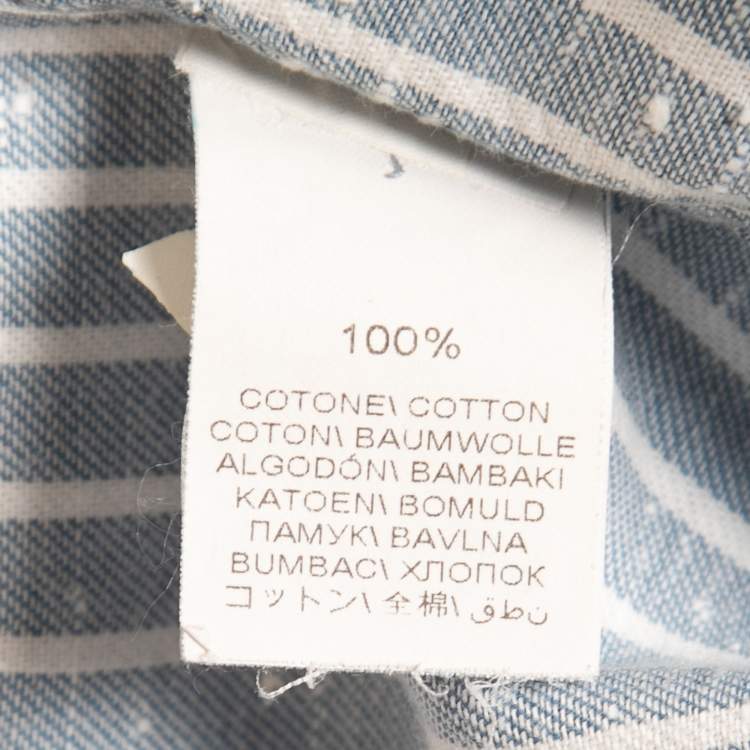 100%
COTONE\ COTTON
COTON\ BAUMWOLLE
ALGODÓN\ BAMBAKI
KATOEN\ BOMULD
ПАМУК\ BAVLNA
BUMBAC\ ХЛОПОК
コットン\ 全棉\ نطق